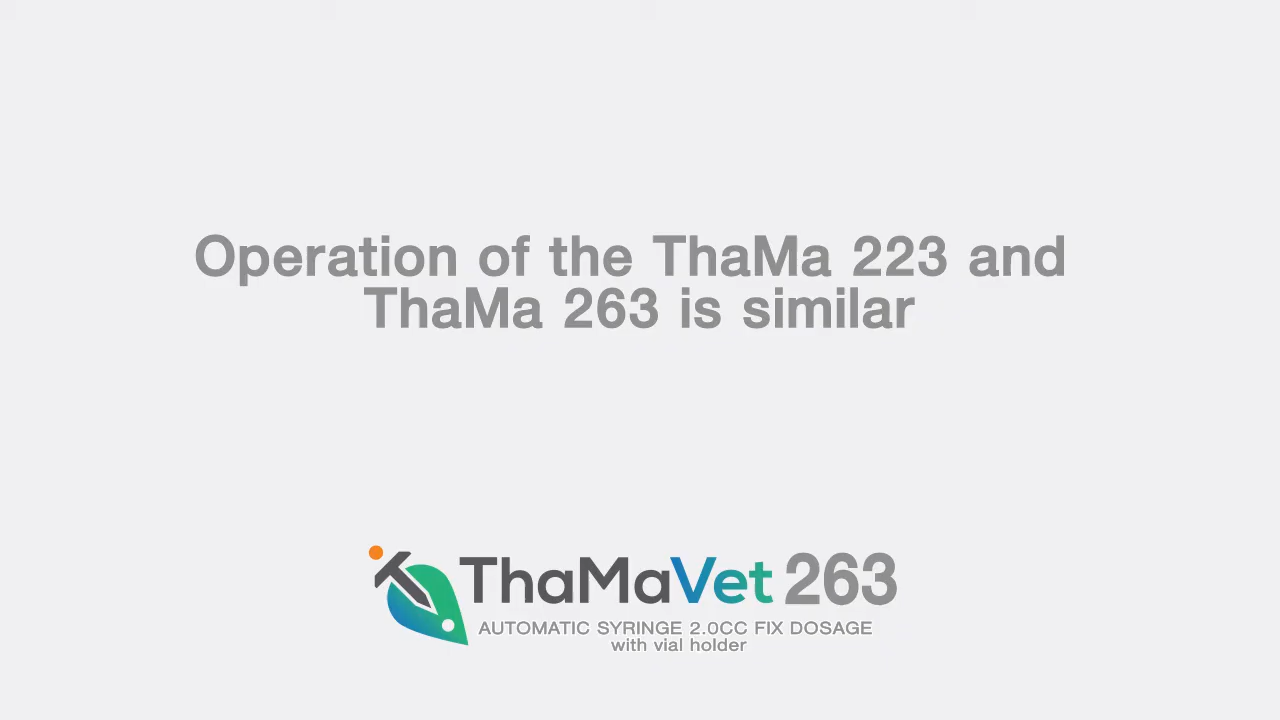 Operation of the ThaMa 223 and
ThaMa 263 is similar
ThaMaVet 263
AUTOMATIC SYRINGE 2.0CC FIX DOSAGE
with vial holder